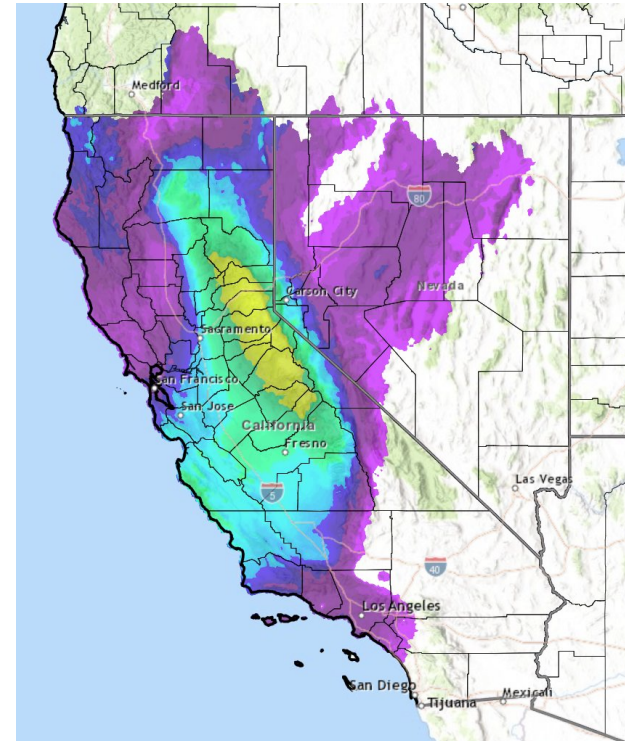 Medford
80
Carson City
Nevada
Sacramento
San Francisco
San Jose
California
Fresno
5
Las Vegas
40
Los Angeles
San Diego
Tijuana
Mexicali